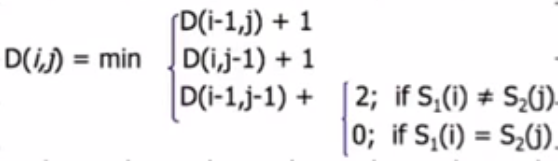 D(i-1,j) + 1
D(i,j) = min D(i,j-1) + 1
D(i-1,j-1) + 2; if S₁(i) ≠ S₂(j)
0; if S₁(i) = S₂(j)